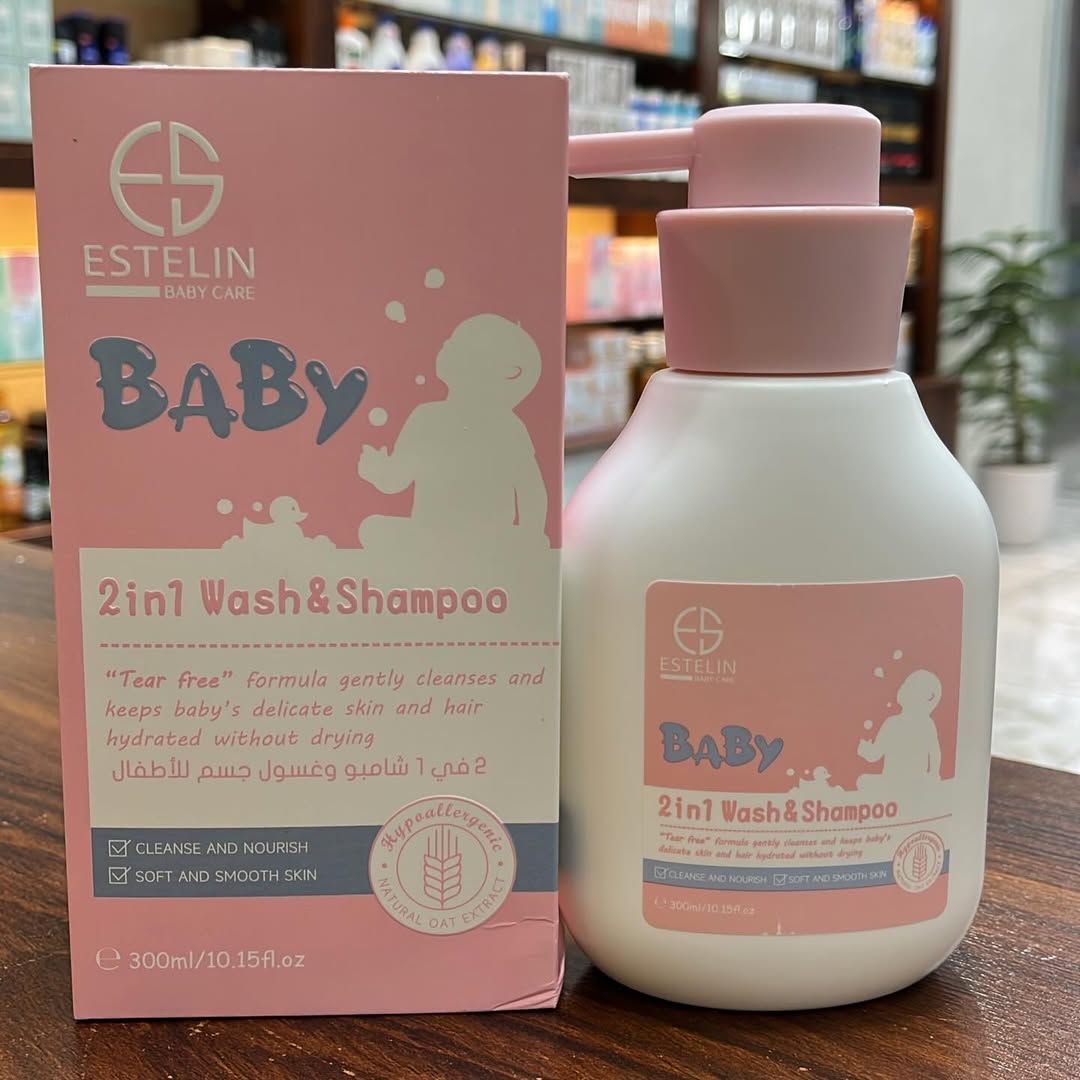 ES
ESTELIN
BABY CARE
BABY
2in1 Wash&Shampoo
“Tear free” formula gently cleanses and
keeps baby's delicate skin and hair
hydrated without drying
2 في 1 شامبو وغسول جسم للأطفال
CLEANSE AND NOURISH
SOFT AND SMOOTH SKIN
Hypoallergenic
NATURAL OAT EXTRACT
℮ 300ml/10.15fl.oz
ES
ESTELIN
BABY CARE
BABY
2in1 Wash&Shampoo
"Tear free" formula gently cleanses and keeps baby's
delicate skin and hair hydrated without drying
CLEANSE AND NOURISH SOFT AND SMOOTH SKIN
Hypoallergenic
NATURAL OAT EXTRACT
℮ 300ml/10.15fl.oz